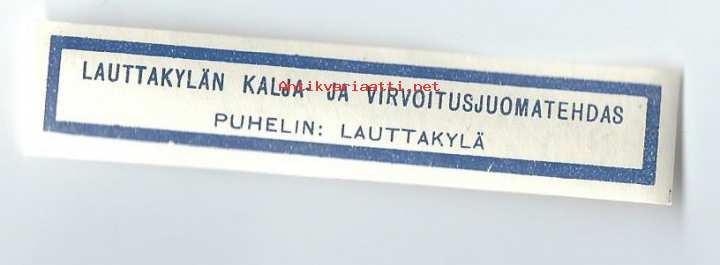 LAUTTAKYLÄN KALJA- JA VIRVOITUSJUOMATEHDAS
Antikvariaatti.net
PUHELIN: LAUTTAKYLÄ